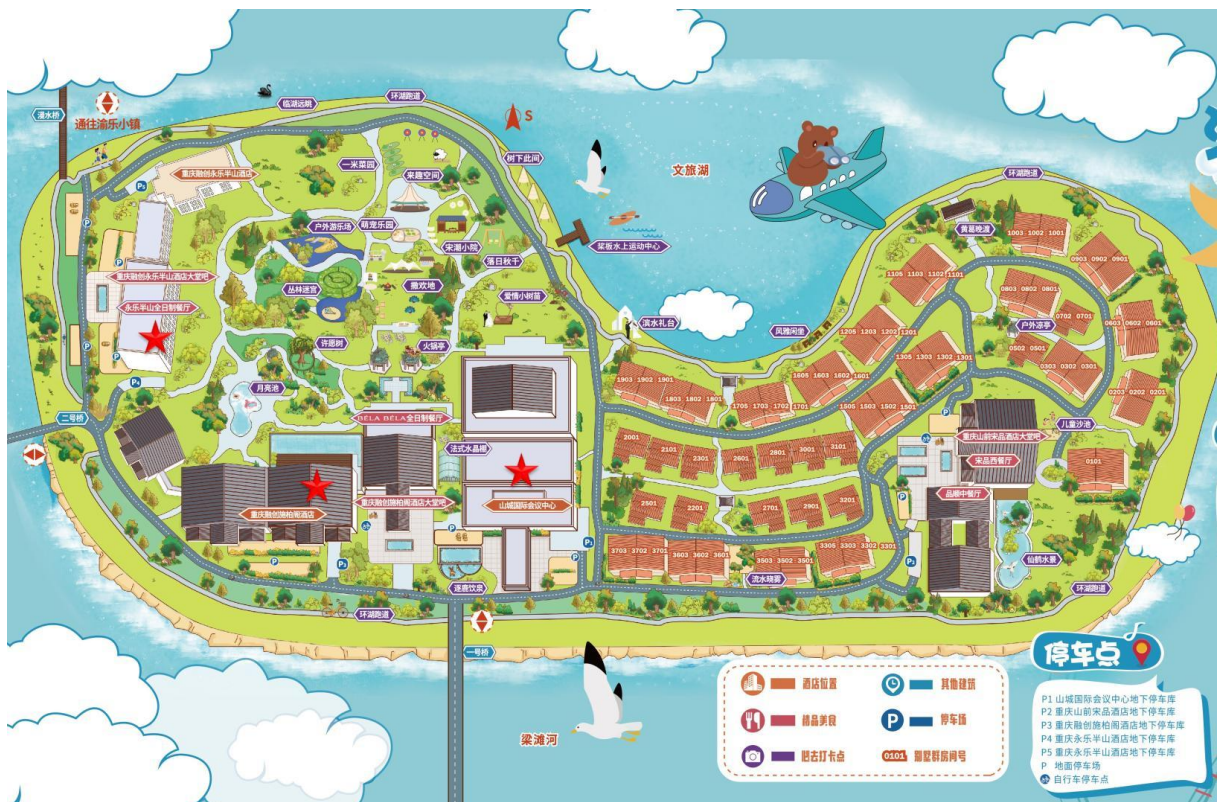 漫水桥
通往渝乐小镇
临湖远眺
环湖跑道
S
树下此间
文旅湖
环湖跑道
P5
重庆融创永乐半山酒店
一米菜园
来趣空间
户外游乐场
萌宠乐园
宋潮小院
落日秋千
桨板水上运动中心
黄葛晚渡
1003 1002 1001
0903 0902 0901
P
重庆融创永乐半山酒店大堂吧
丛林迷宫
撒欢地
爱情小树苗
1105 1103 1102 1101
0803 0802 0801
0702 0701
永乐半山全日制餐厅
滨水礼台
风雅闲坐
户外凉亭
0603 0602 0601
P
许愿树
火锅亭
1205 1203 1202 1201
0502 0501
P
P4
月亮池
1903 1902 1901
1605 1603 1602 1601
1305 1303 1302 1301
0303 0302 0301
1803 1802 1801
1705 1703 1702 1701
1505 1503 1502 1501
0203 0202 0201
二号桥
BÉLA BÉLA全日制餐厅
法式水晶棚
2001
2101
2301
2601
2801
3001
3101
重庆山前宋品酒店大堂吧
儿童沙池
宋品西餐厅
0101
重庆融创施柏阁酒店
重庆融创施柏阁酒店大堂吧
山城国际会议中心
2501
2201
2701
2901
3201
品顺中餐厅
P
P
P
P3
P
P1
3703 3702 3701
3603 3602 3601
3503 3502 3501
3305 3303 3302 3301
P2
仙鹤水景
逐鹿饮泉
流水晓雾
环湖跑道
环湖跑道
一号桥
梁滩河
酒店位置
其他建筑
精品美食
P
停车场
必去打卡点
0101
别墅群房间号
停车点
P1 山城国际会议中心地下停车库
P2 重庆山前宋品酒店地下停车库
P3 重庆融创施柏阁酒店地下停车库
P4 重庆永乐半山酒店地下停车库
P5 重庆永乐半山酒店地下停车库
P 地面停车场
自行车停车点